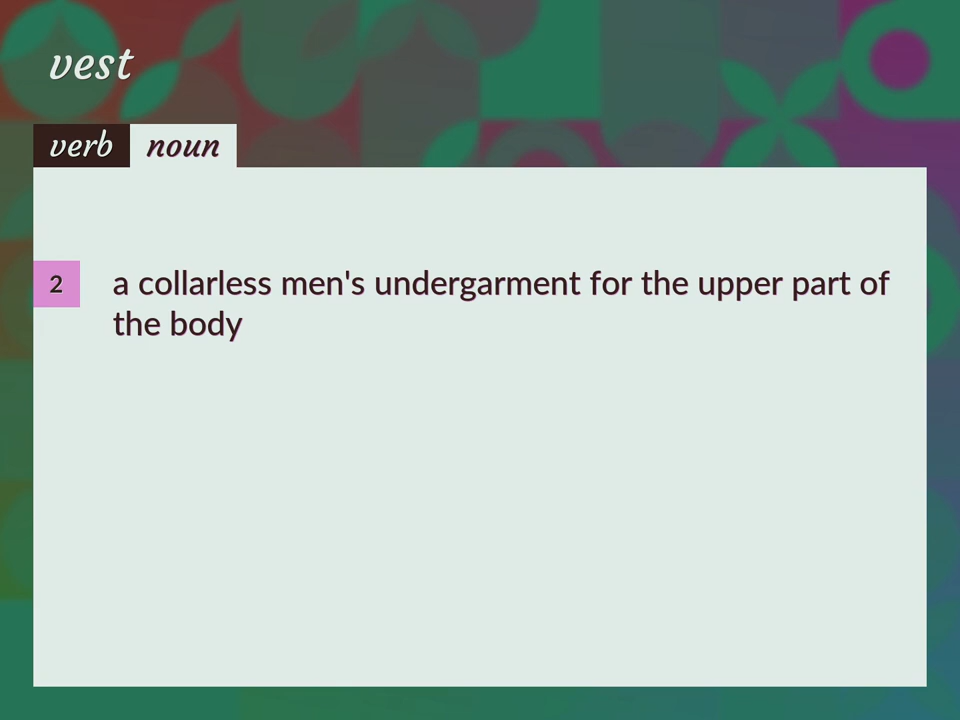 vest
verb noun
2 a collarless men's undergarment for the upper part of
the body